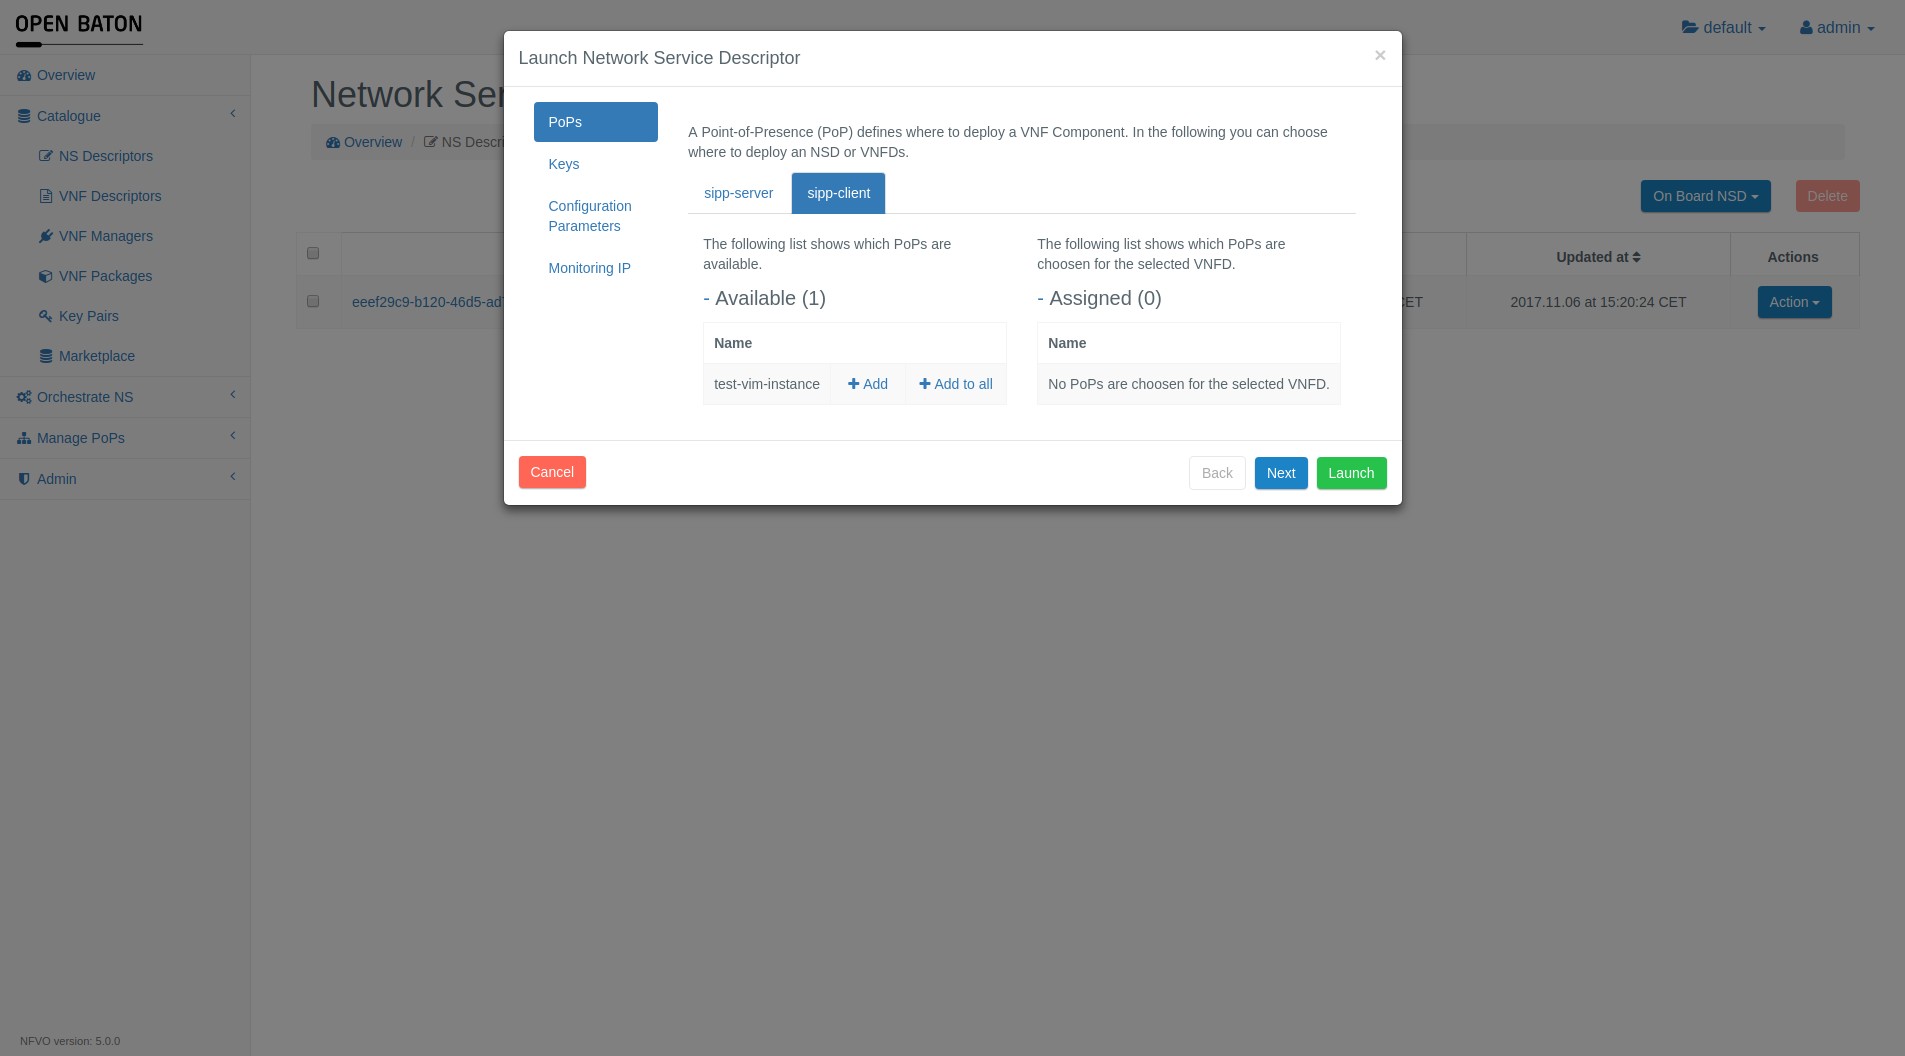 OPEN BATON
default
admin
Overview
Catalogue
NS Descriptors
VNF Descriptors
VNF Managers
VNF Packages
Key Pairs
Marketplace
Orchestrate NS
Manage PoPs
Admin
NFVO version: 5.0.0
Network Ser
Overview / NS Descri
On Board NSD
Delete
Updated at
Actions
eeef29c9-b120-46d5-ad
CET
2017.11.06 at 15:20:24 CET
Action
Launch Network Service Descriptor
×
PoPs
Keys
Configuration
Parameters
Monitoring IP
A Point-of-Presence (PoP) defines where to deploy a VNF Component. In the following you can choose
where to deploy an NSD or VNFDs.
sipp-server
sipp-client
The following list shows which PoPs are
available.
- Available (1)
Name
test-vim-instance
Add
Add to all
The following list shows which PoPs are
choosen for the selected VNFD.
- Assigned (0)
Name
No PoPs are choosen for the selected VNFD.
Cancel
Back
Next
Launch